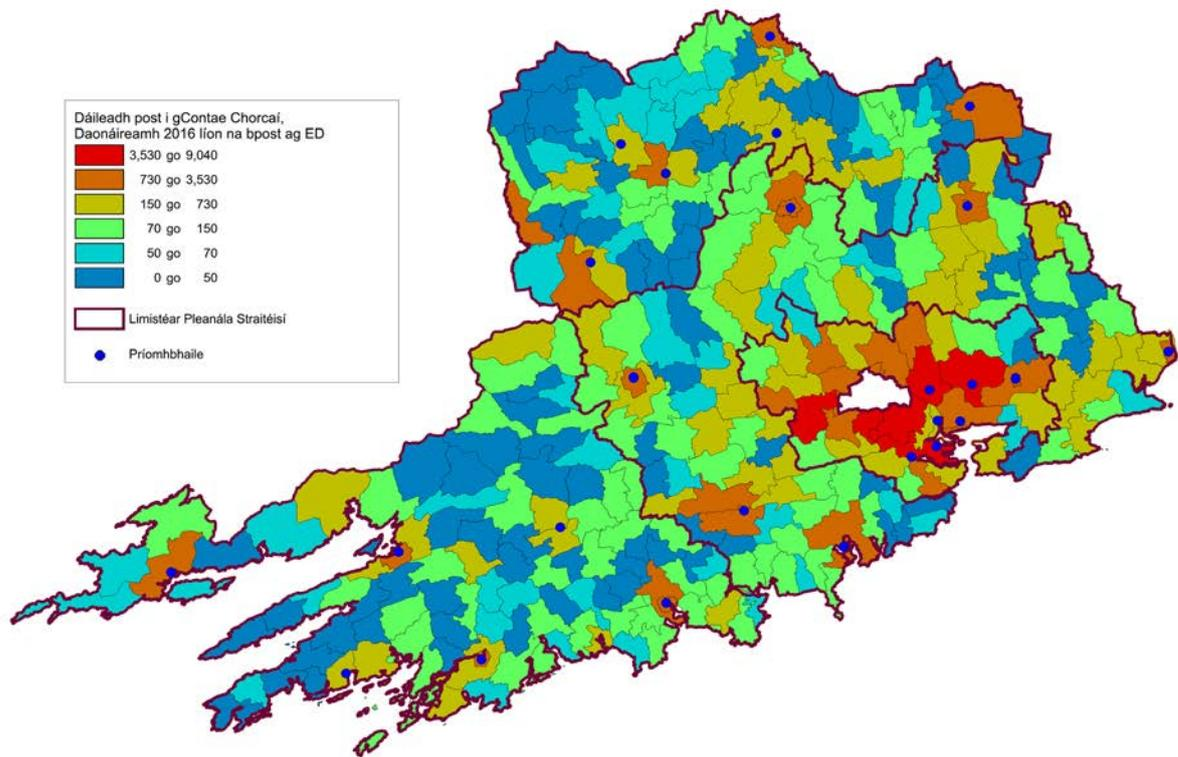 Dáileadh post i gContae Chorcaí,
Daonáireamh 2016 líon na bpost ag ED
3,530 go 9,040
730 go 3,530
150 go 730
70 go 150
50 go 70
0 go 50
Limistéar Pleanála Straitéisí
Príomhbhaile